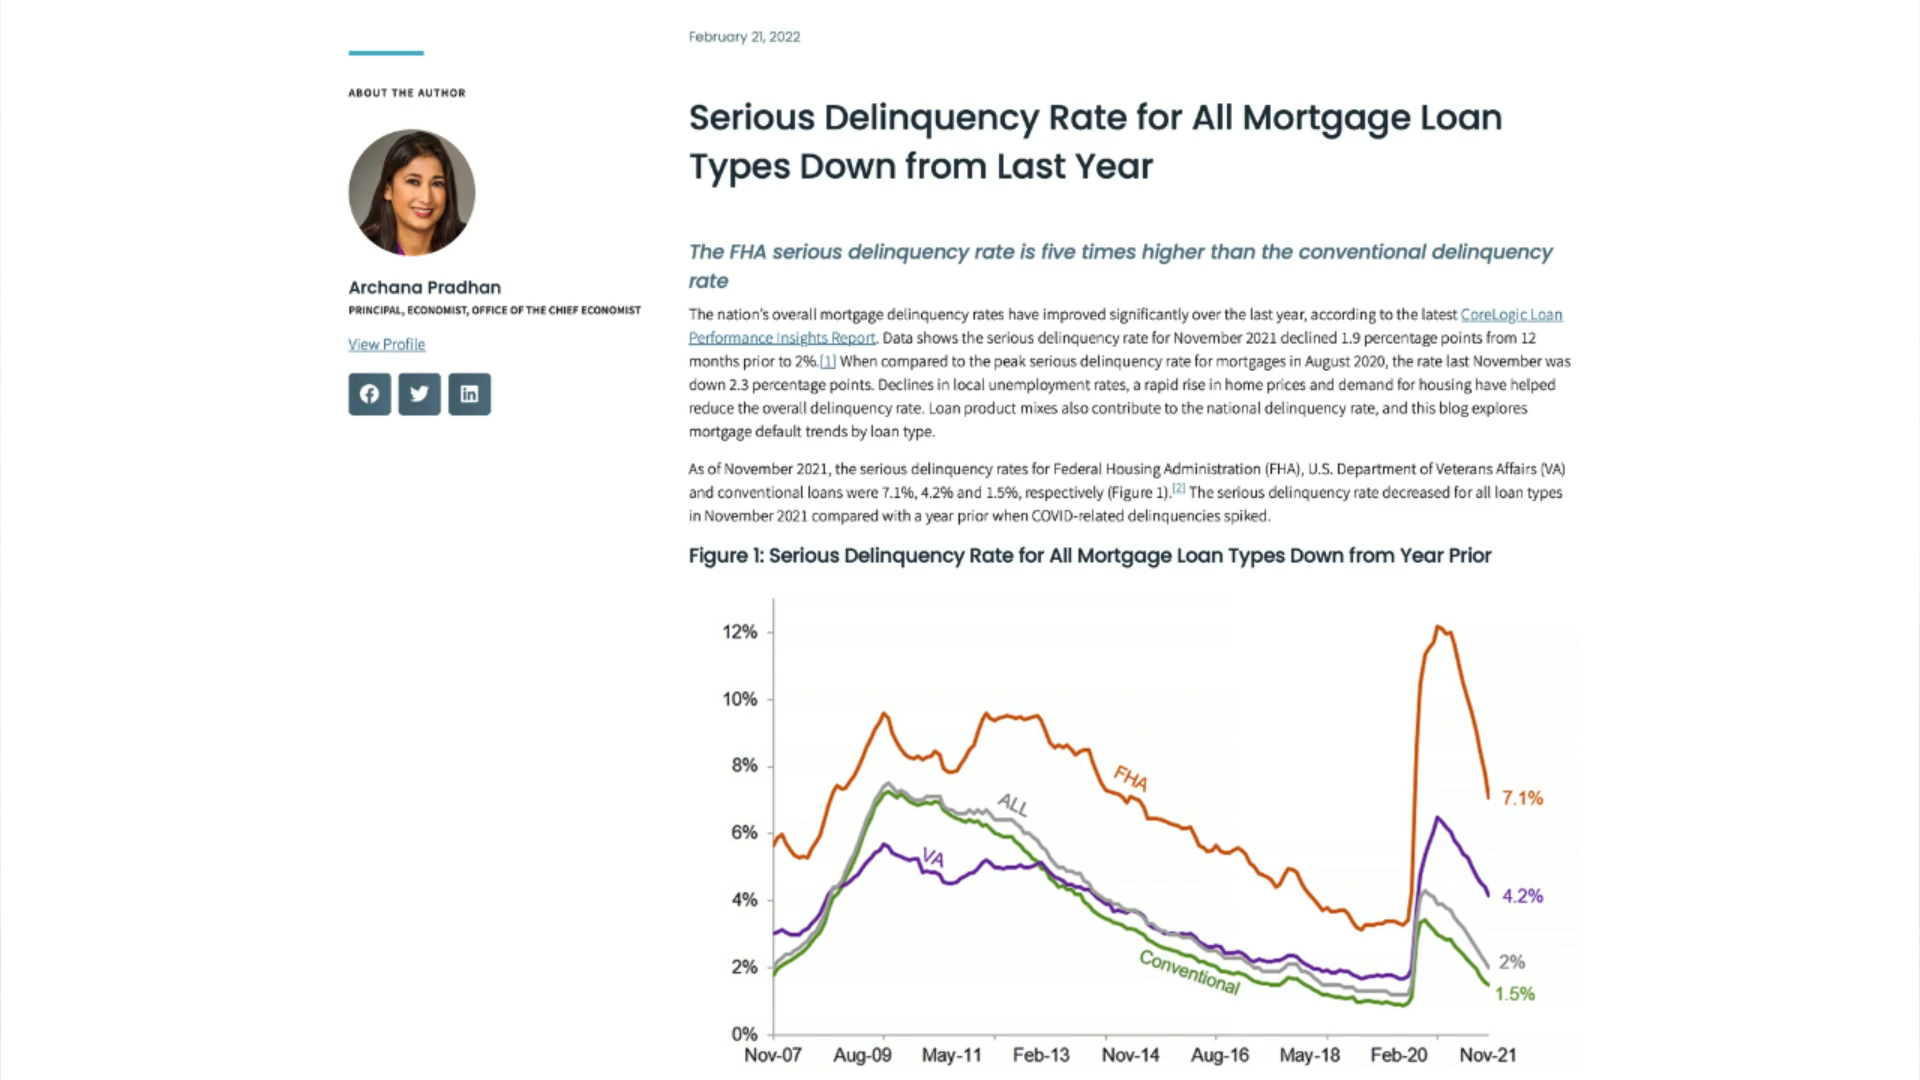 February 21, 2022
ABOUT THE AUTHOR
Archana Pradhan
PRINCIPAL, ECONOMIST, OFFICE OF THE CHIEF ECONOMIST
View Profile
Serious Delinquency Rate for All Mortgage Loan
Types Down from Last Year
The FHA serious delinquency rate is five times higher than the conventional delinquency
rate
The nation's overall mortgage delinquency rates have improved significantly over the last year, according to the latest CoreLogic Loan
Performance Insights Report. Data shows the serious delinquency rate for November 2021 declined 1.9 percentage points from 12
months prior to 2%.[1] When compared to the peak serious delinquency rate for mortgages in August 2020, the rate last November was
down 2.3 percentage points. Declines in local unemployment rates, a rapid rise in home prices and demand for housing have helped
reduce the overall delinquency rate. Loan product mixes also contribute to the national delinquency rate, and this blog explores
mortgage default trends by loan type.
As of November 2021, the serious delinquency rates for Federal Housing Administration (FHA), U.S. Department of Veterans Affairs (VA)
and conventional loans were 7.1%, 4.2% and 1.5%, respectively (Figure 1).[2] The serious delinquency rate decreased for all loan types
in November 2021 compared with a year prior when COVID-related delinquencies spiked.
Figure 1: Serious Delinquency Rate for All Mortgage Loan Types Down from Year Prior
12%
10%
8%
6%
4%
2%
0%
FHA
ALL
VA
Conventional
7.1%
4.2%
2%
1.5%
Nov-07 Aug-09 May-11 Feb-13 Nov-14 Aug-16 May-18 Feb-20 Nov-21